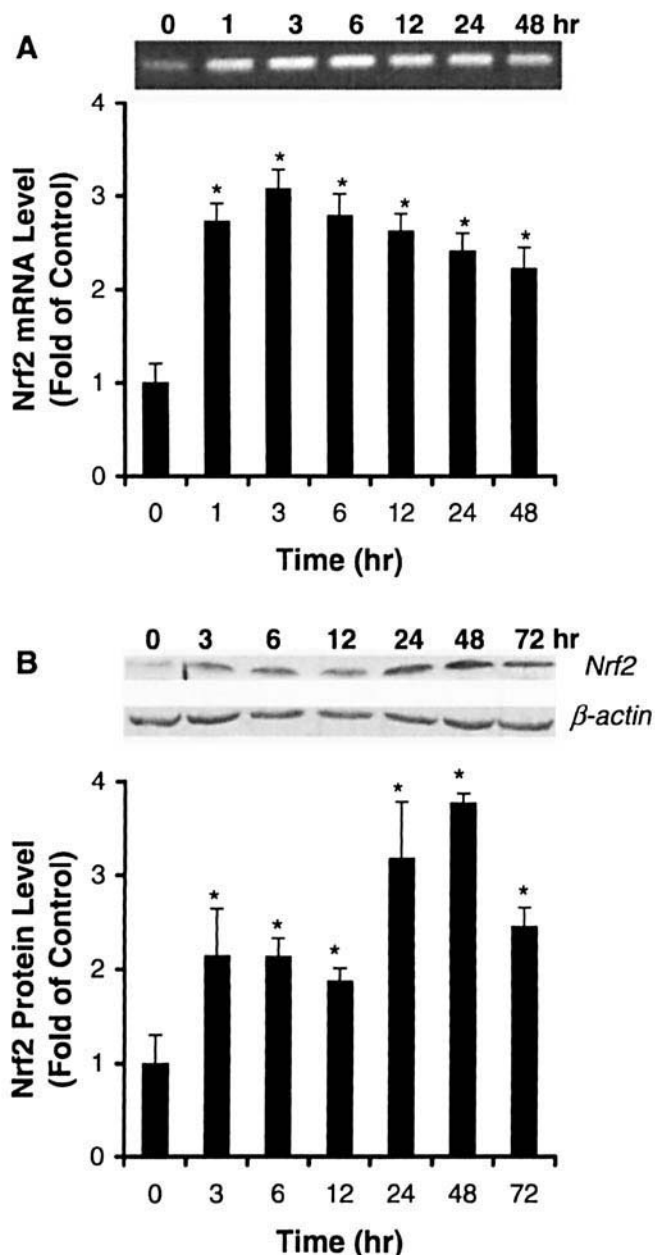 A
0 1 3 6 12 24 48 hr
4
3
2
1
0
Nrf2 mRNA Level
(Fold of Control)
* * * * * *
0 1 3 6 12 24 48
Time (hr)
B
0 3 6 12 24 48 72 hr
Nrf2
β-actin
4
3
2
1
0
Nrf2 Protein Level
(Fold of Control)
* * * * * *
0 3 6 12 24 48 72
Time (hr)